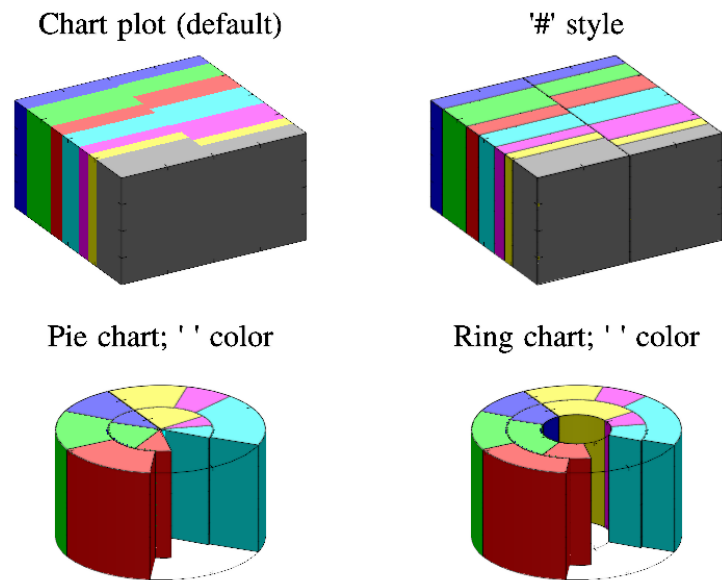 Chart plot (default)
'#' style
Pie chart; ' ' color
Ring chart; ' ' color